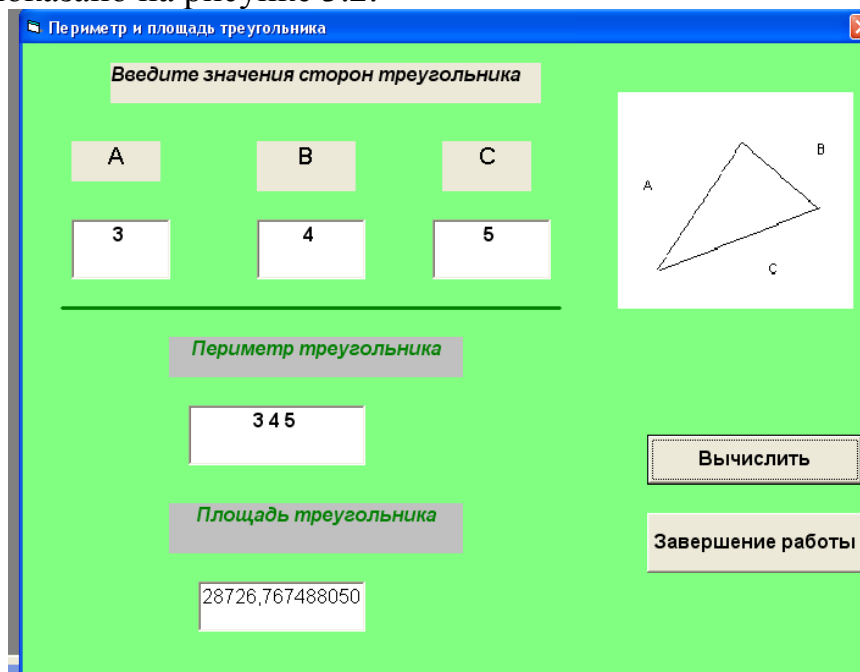 показано на рисунке 3.2.
Периметр и площадь треугольника
Введите значения сторон треугольника
A B C
3 4 5
A
B
C
Периметр треугольника
3 4 5
Вычислить
Площадь треугольника
Завершение работы
28726,767488050